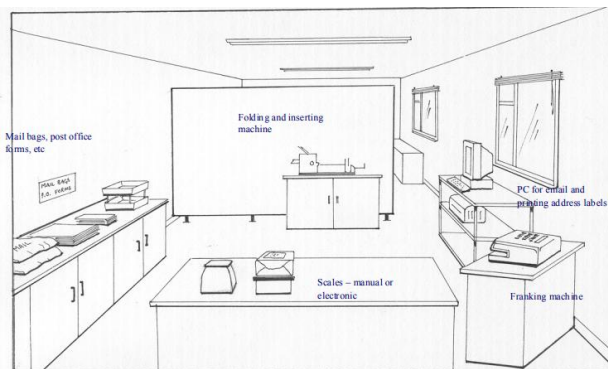 Folding and inserting
machine
Mail bags, post office
forms, etc
MAIL BAGS
P.O. FORMS
PC for email and
printing address labels
MAIL
Scales – manual or
electronic
Franking machine